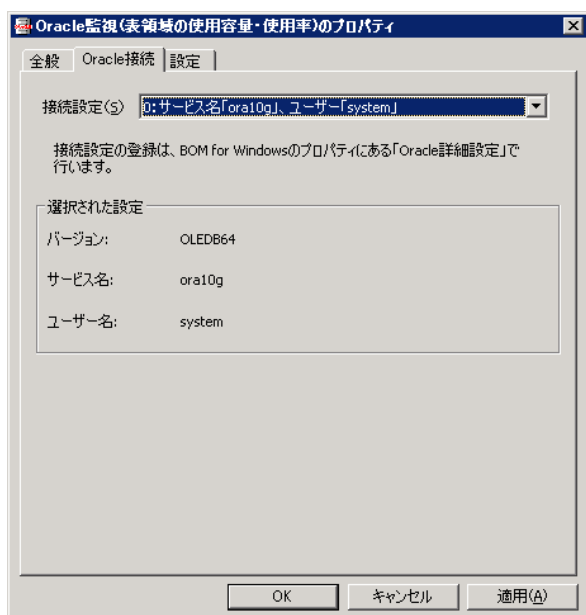 Oracle監視(表領域の使用容量・使用率)のプロパティ
全般 Oracle接続 設定
接続設定(S) 0:サービス名「ora10g」、ユーザー「system」
接続設定の登録は、BOM for Windowsのプロパティにある「Oracle詳細設定」で
行います。
選択された設定
バージョン: OLEDB64
サービス名: ora10g
ユーザー名: system
OK キャンセル 適用(A)